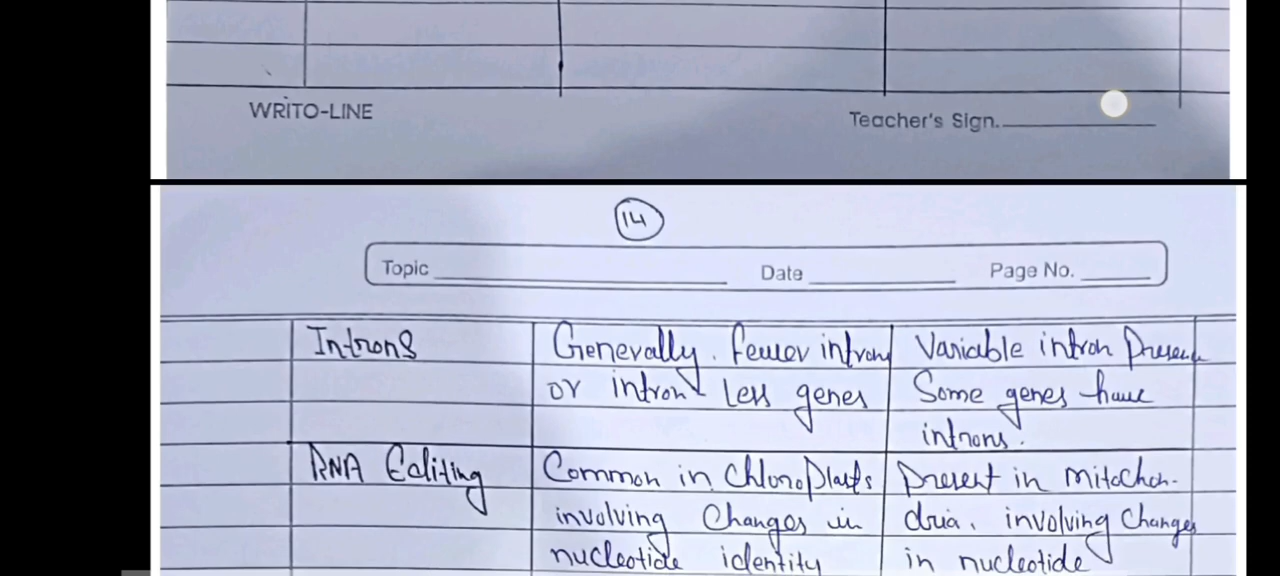 WRITO-LINE
Teacher's Sign.
14
Topic Date Page No.
Introns Generally. fewer introns Variable intron Presence
or intron Less genes Some genes have
introns.
RNA Editing Common in Chloroplasts Present in Mitochon-
involving Changes in dria, involving Changes
nucleotide identity in nucleotide